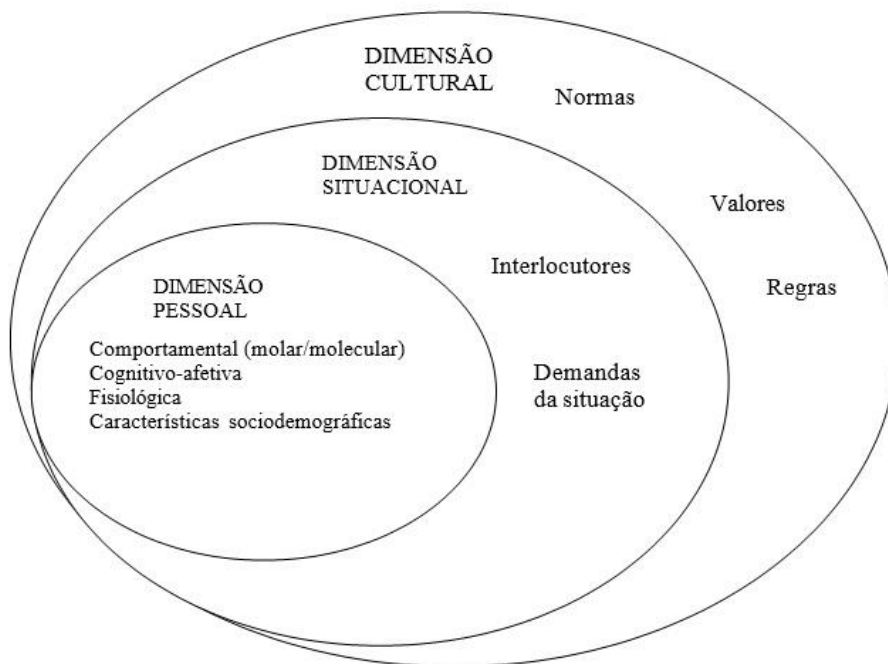 DIMENSÃO
CULTURAL
Normas
DIMENSÃO
SITUACIONAL
Valores
Interlocutores
Regras
DIMENSÃO
PESSOAL
Comportamental (molar/molecular)
Cognitivo-afetiva
Fisiológica
Características sociodemográficas
Demandas
da situação